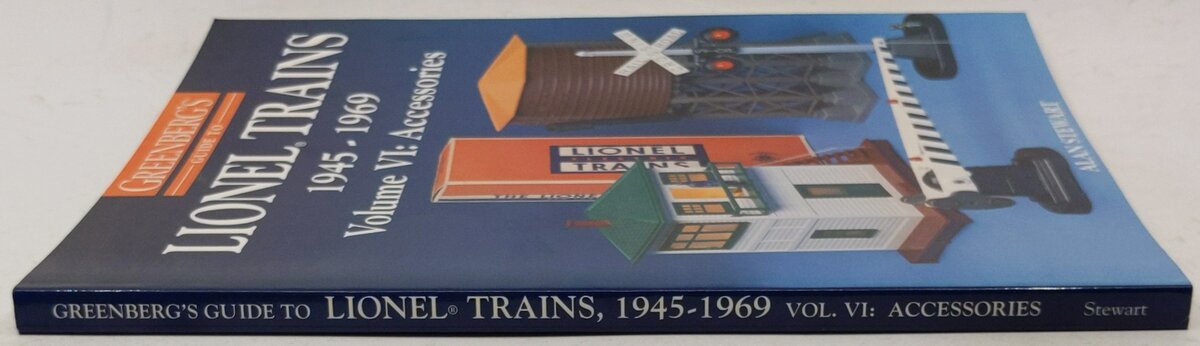 GREENBERG'S
GUIDE TO
LIONEL® TRAINS
1945 - 1969
Volume VI: Accessories
LIONEL
ELECTRIC
TRAINS
ALAN STEWART
GREENBERG'S GUIDE TO LIONEL® TRAINS, 1945-1969 VOL. VI: ACCESSORIES Stewart